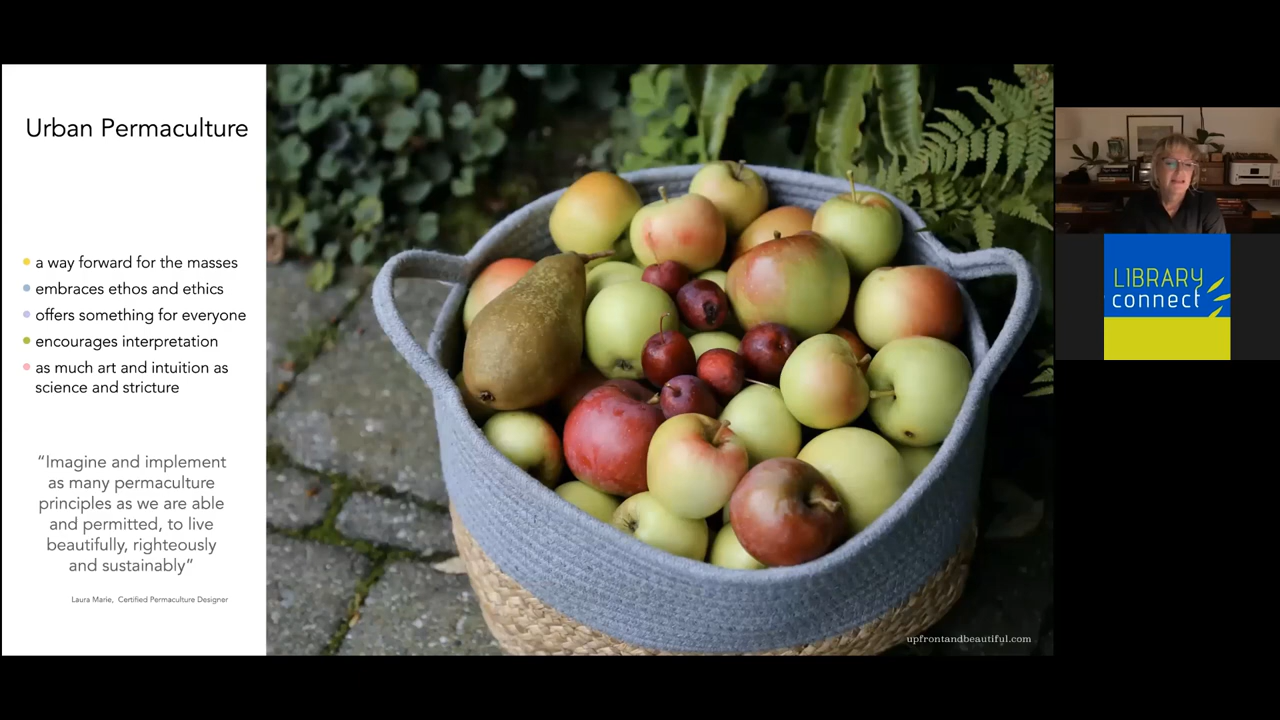 Urban Permaculture
a way forward for the masses
embraces ethos and ethics
offers something for everyone
encourages interpretation
as much art and intuition as
science and stricture
“Imagine and implement
as many permaculture
principles as we are able
and permitted, to live
beautifully, righteously
and sustainably”
Laura Marie, Certified Permaculture Designer
upfrontandbeautiful.com
LIBRARY
connect